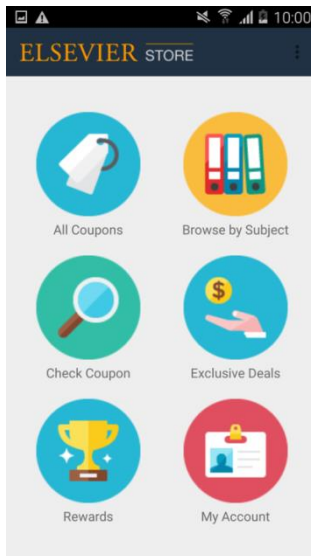 10:00
ELSEVIER STORE
All Coupons Browse by Subject
$
Check Coupon Exclusive Deals
Rewards My Account